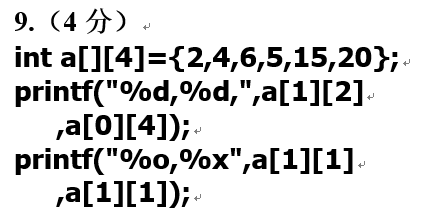 9.（4 分）
int a[][4]={2,4,6,5,15,20};
printf("%d,%d,",a[1][2]
,a[0][4]);
printf("%o,%x",a[1][1]
,a[1][1]);